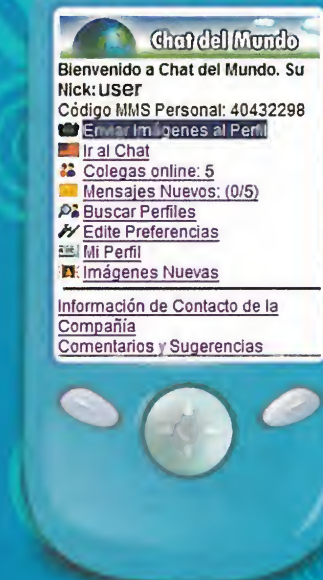 Chat del Mundo
Bienvenido a Chat del Mundo. Su
Nick: user
Código MMS Personal: 40432298
Enviar Imágenes al Perfil
Ir al Chat
Colegas online: 5
Mensajes Nuevos: (0/5)
Buscar Perfiles
Edite Preferencias
Mi Perfil
Imágenes Nuevas
Información de Contacto de la
Compañía
Comentarios y Sugerencias